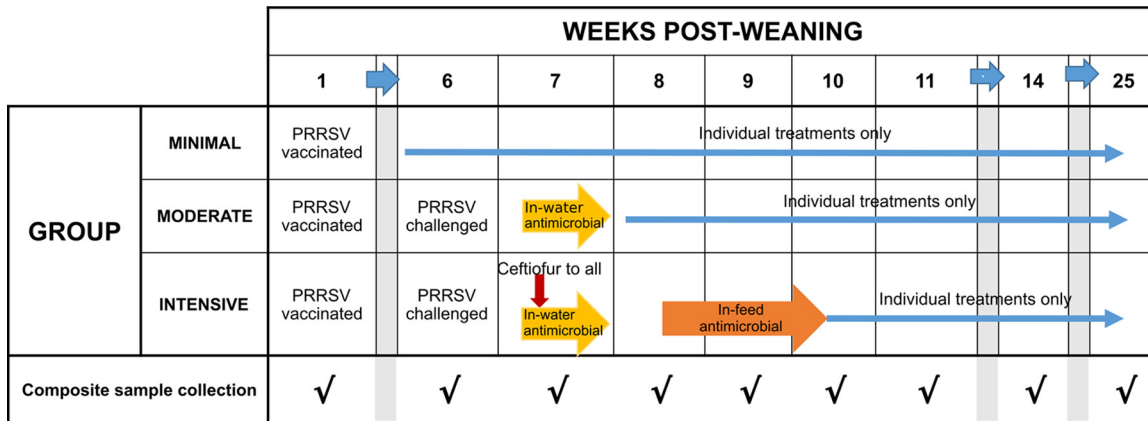 WEEKS POST-WEANING
1 6 7 8 9 10 11 14 25
GROUP
MINIMAL
PRRSV
vaccinated
Individual treatments only
MODERATE
PRRSV
vaccinated
PRRSV
challenged
In-water
antimicrobial
Individual treatments only
INTENSIVE
PRRSV
vaccinated
PRRSV
challenged
Ceftiofur to all
In-water
antimicrobial
In-feed
antimicrobial
Individual treatments only
Composite sample collection √ √ √ √ √ √ √ √ √